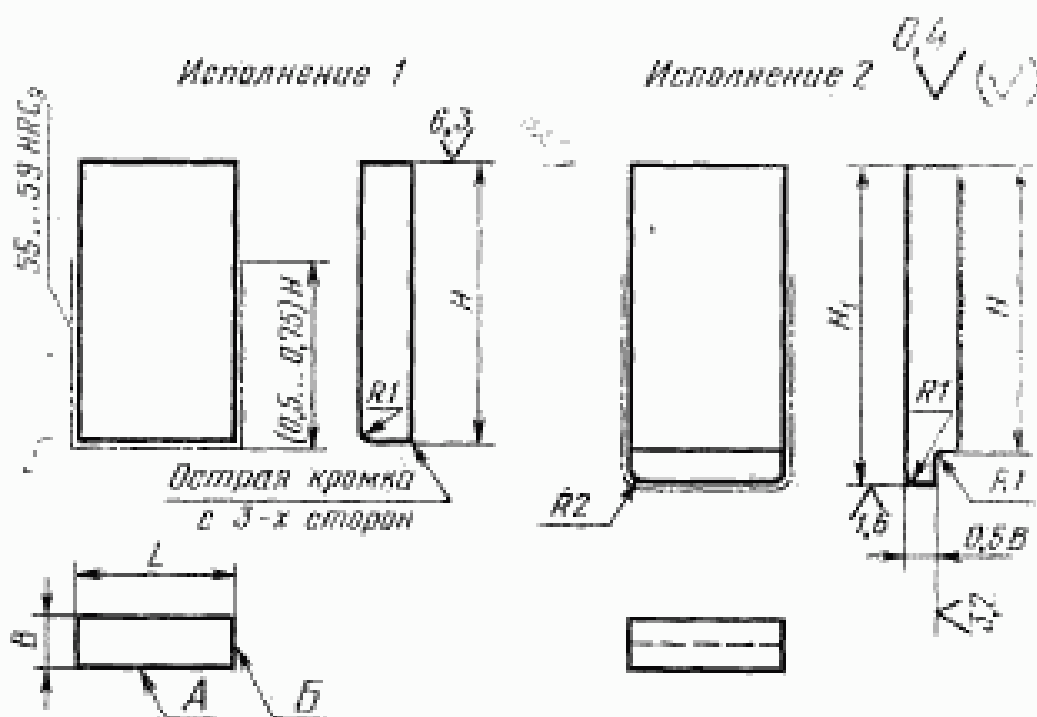 Исполнение 1
Исполнение 2
0,4
(√)
55...59 HRCэ
6,3
(0,5...0,75)H
H
R1
Острая кромка
с 3-х сторон
H₁
H
R1
R1
R2
1,6
0,5B
3,2
L
B
А
Б